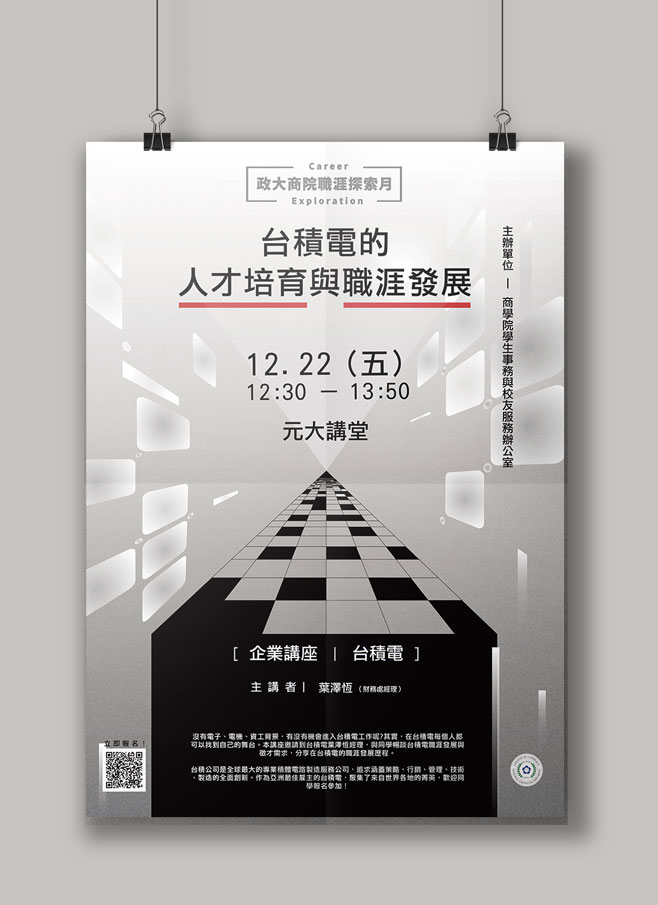 Career
政大商院職涯探索月
Exploration
台積電的
人才培育與職涯發展
主辦單位 | 商學院學生事務與校友服務辦公室
12.22 (五)
12:30 － 13:50
元大講堂
[ 企業講座 | 台積電 ]
主講者 | 葉澤恆 (財務處經理)
沒有電子、電機、資工背景，有沒有機會進入台積電工作呢?其實，在台積電每個人都
可以找到自己的舞台。本講座邀請到台積電葉澤恆經理，與同學暢談台積電職涯發展與
徵才需求，分享在台積電的職涯發展歷程。
台積公司是全球最大的專業積體電路製造服務公司，追求涵蓋策略、行銷、管理、技術
、製造的全面創新。作為亞洲最佳雇主的台積電，聚集了來自世界各地的菁英，歡迎同
學報名參加！
立即報名！